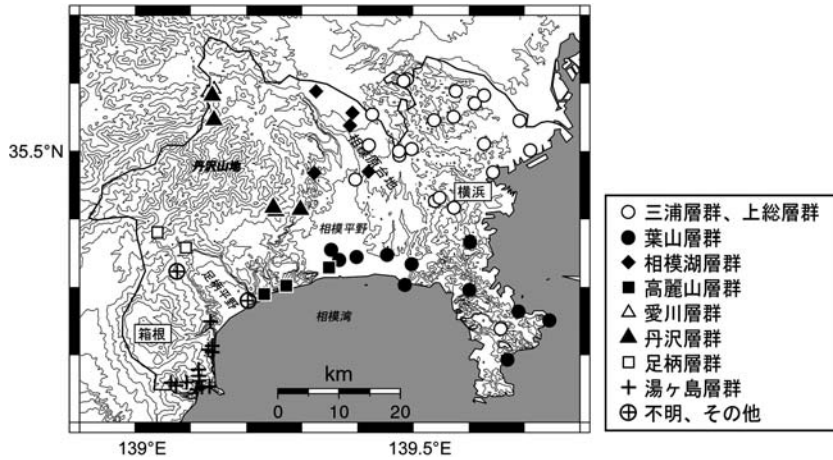 35.5°N
丹沢山地
相模原台地
横浜
相模平野
足柄平野
箱根
相模湾
km
0 10 20
139°E
139.5°E
三浦層群、上総層群
葉山層群
相模湖層群
高麗山層群
愛川層群
丹沢層群
足柄層群
湯ヶ島層群
不明、その他